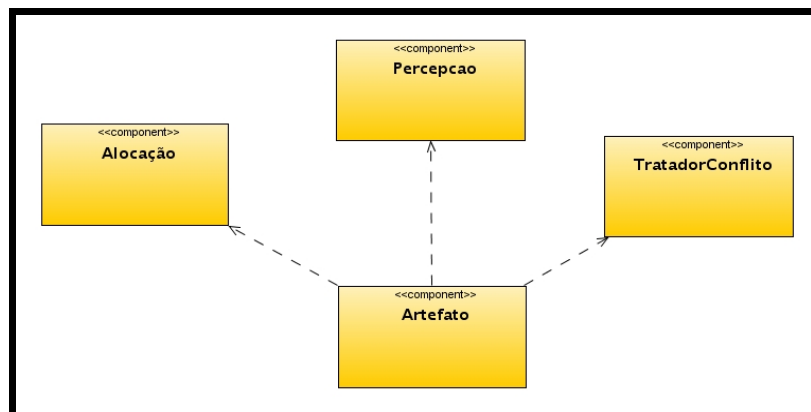 <<component>>
Percepcao
<<component>>
Alocação
<<component>>
TratadorConflito
<<component>>
Artefato